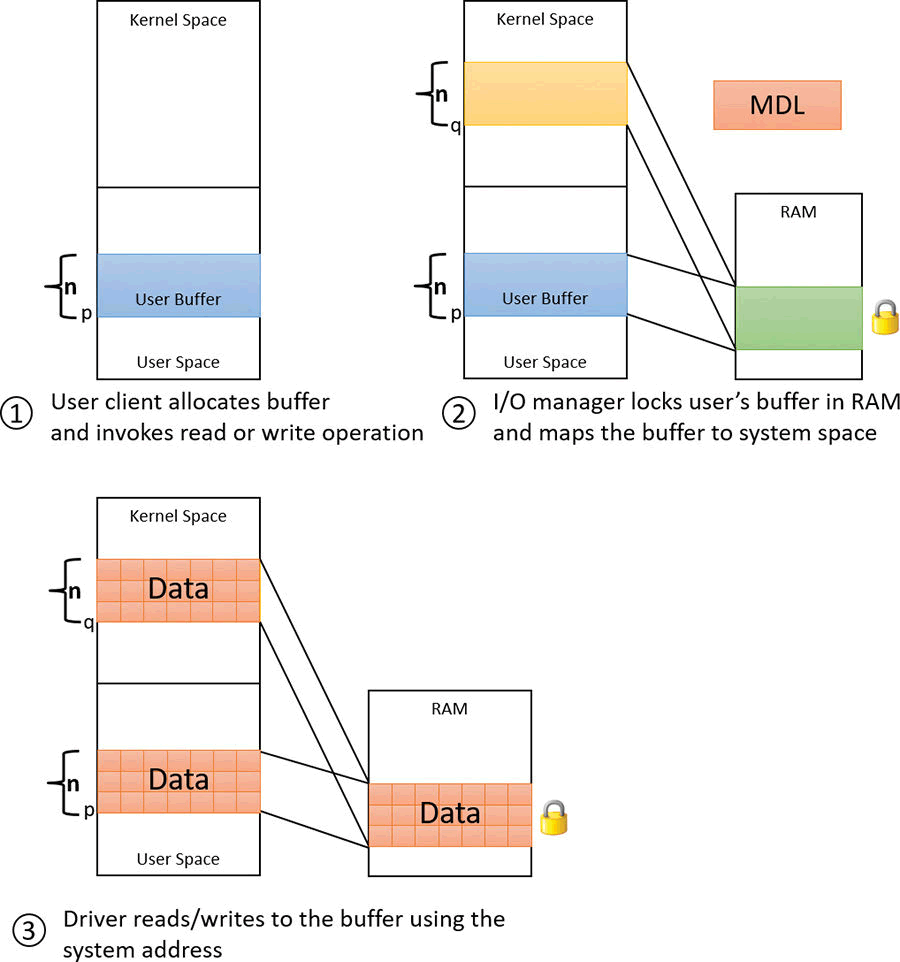 Kernel Space
n
User Buffer
p
User Space
① User client allocates buffer
and invokes read or write operation
Kernel Space
n
q
MDL
RAM
n
User Buffer
p
User Space
② I/O manager locks user’s buffer in RAM
and maps the buffer to system space
Kernel Space
n
Data
q
RAM
n
Data
p
Data
User Space
③ Driver reads/writes to the buffer using the
system address